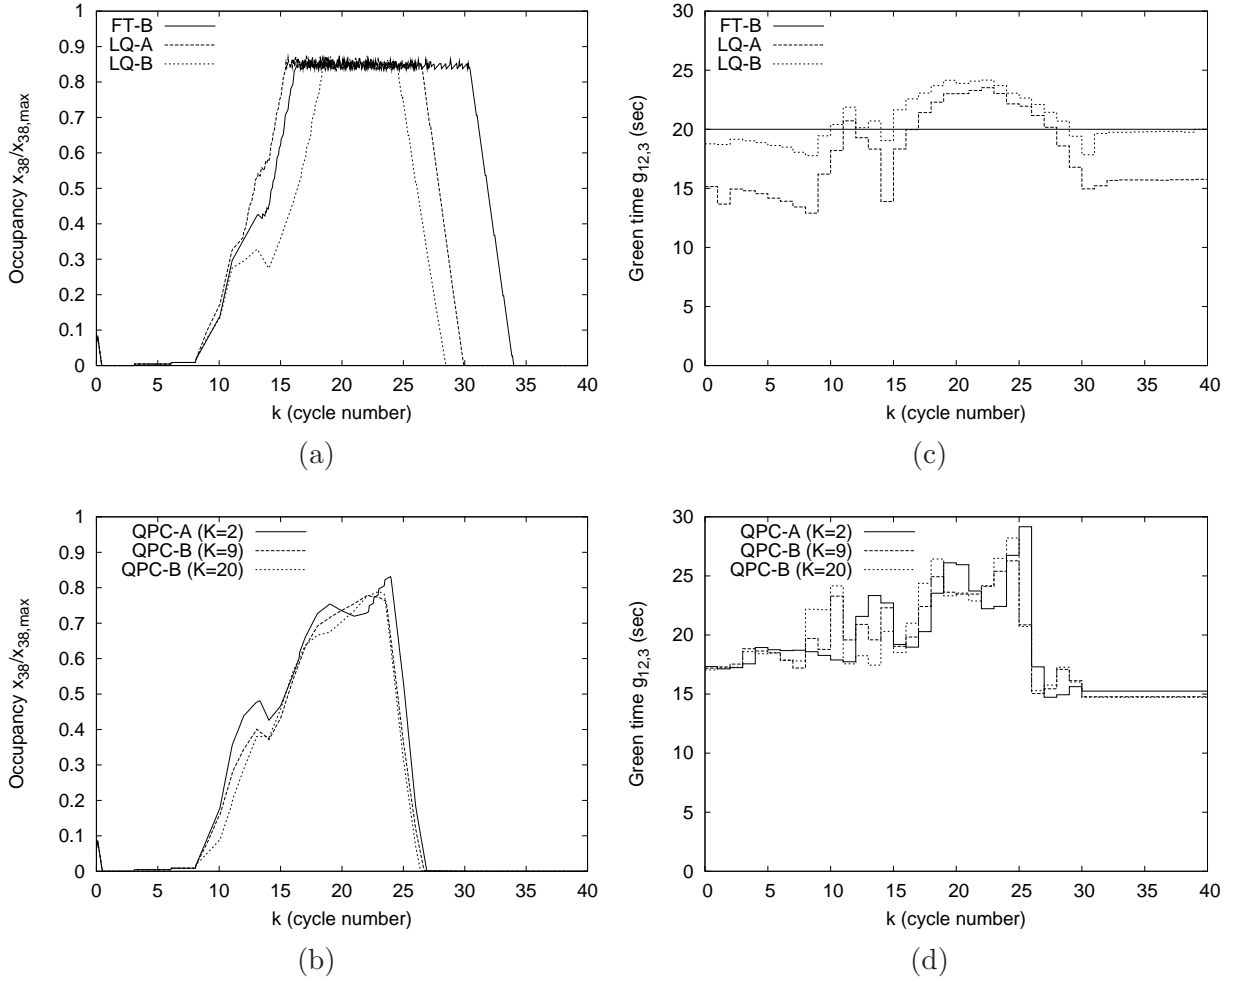 Occupancy x38/x38,max
1
0.9
0.8
0.7
0.6
0.5
0.4
0.3
0.2
0.1
0
FT-B
LQ-A
LQ-B
0 5 10 15 20 25 30 35 40
k (cycle number)
(a)
Green time g12,3 (sec)
30
25
20
15
10
5
0
FT-B
LQ-A
LQ-B
0 5 10 15 20 25 30 35 40
k (cycle number)
(c)
Occupancy x38/x38,max
1
0.9
0.8
0.7
0.6
0.5
0.4
0.3
0.2
0.1
0
QPC-A (K=2)
QPC-B (K=9)
QPC-B (K=20)
0 5 10 15 20 25 30 35 40
k (cycle number)
(b)
Green time g12,3 (sec)
30
25
20
15
10
5
0
QPC-A (K=2)
QPC-B (K=9)
QPC-B (K=20)
0 5 10 15 20 25 30 35 40
k (cycle number)
(d)